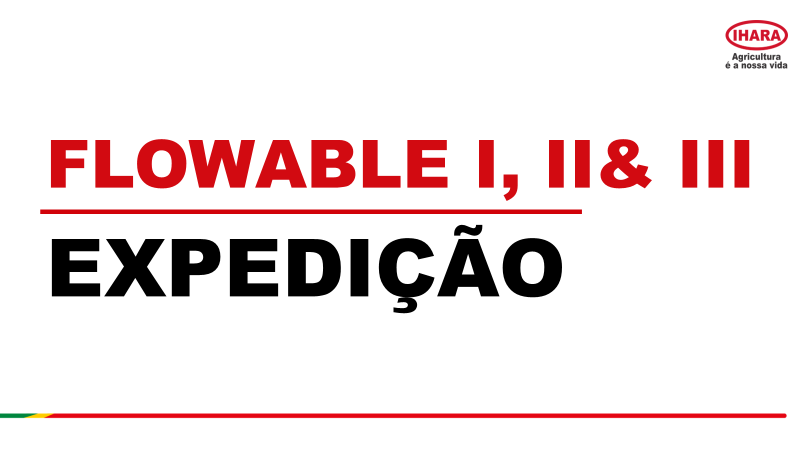 IHARA
Agricultura
é a nossa vida
FLOWABLE I, II& III
EXPEDIÇÃO